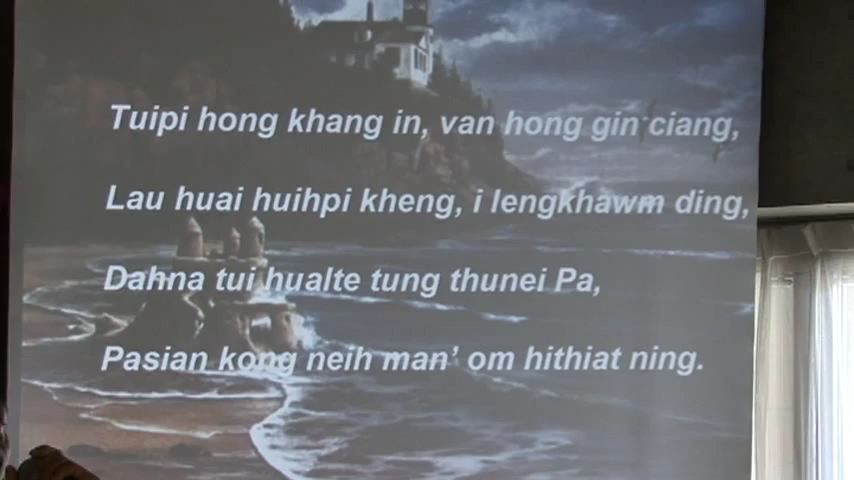 Tuipi hong khang in, van hong gin ciang,
Lau huai huihpi kheng, i lengkhawm ding,
Dahna tui hualte tung thunei Pa,
Pasian kong neih man’ om hithiat ning.